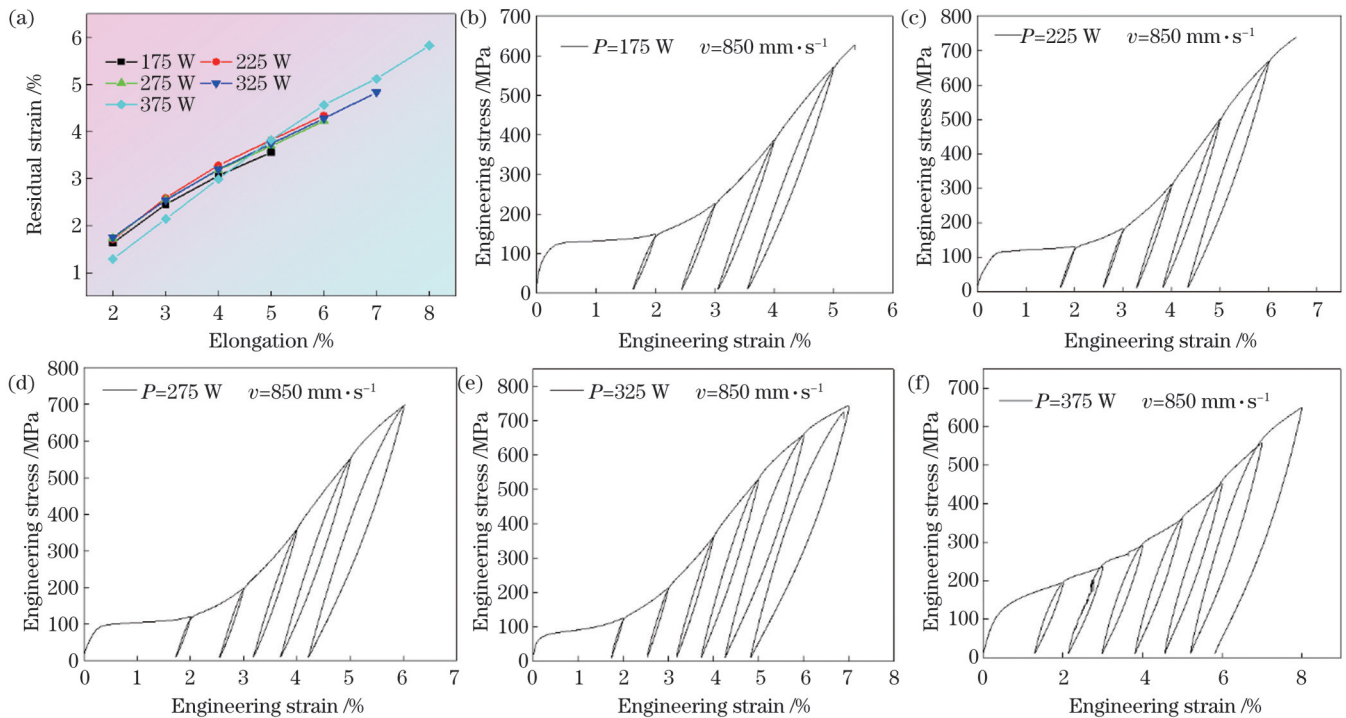 (a)
Residual strain /%
6
5
4
3
2
1
175 W 225 W
275 W 325 W
375 W
2 3 4 5 6 7 8
Elongation /%
(b)
Engineering stress /MPa
700
600
500
400
300
200
100
0
P=175 W v=850 mm·s⁻¹
0 1 2 3 4 5 6
Engineering strain /%
(c)
Engineering stress /MPa
800
700
600
500
400
300
200
100
0
P=225 W v=850 mm·s⁻¹
0 1 2 3 4 5 6 7
Engineering strain /%
(d)
Engineering stress /MPa
800
700
600
500
400
300
200
100
0
P=275 W v=850 mm·s⁻¹
0 1 2 3 4 5 6 7
Engineering strain /%
(e)
Engineering stress /MPa
800
700
600
500
400
300
200
100
0
P=325 W v=850 mm·s⁻¹
0 1 2 3 4 5 6 7 8
Engineering strain /%
(f)
Engineering stress /MPa
700
600
500
400
300
200
100
0
P=375 W v=850 mm·s⁻¹
0 2 4 6 8
Engineering strain /%